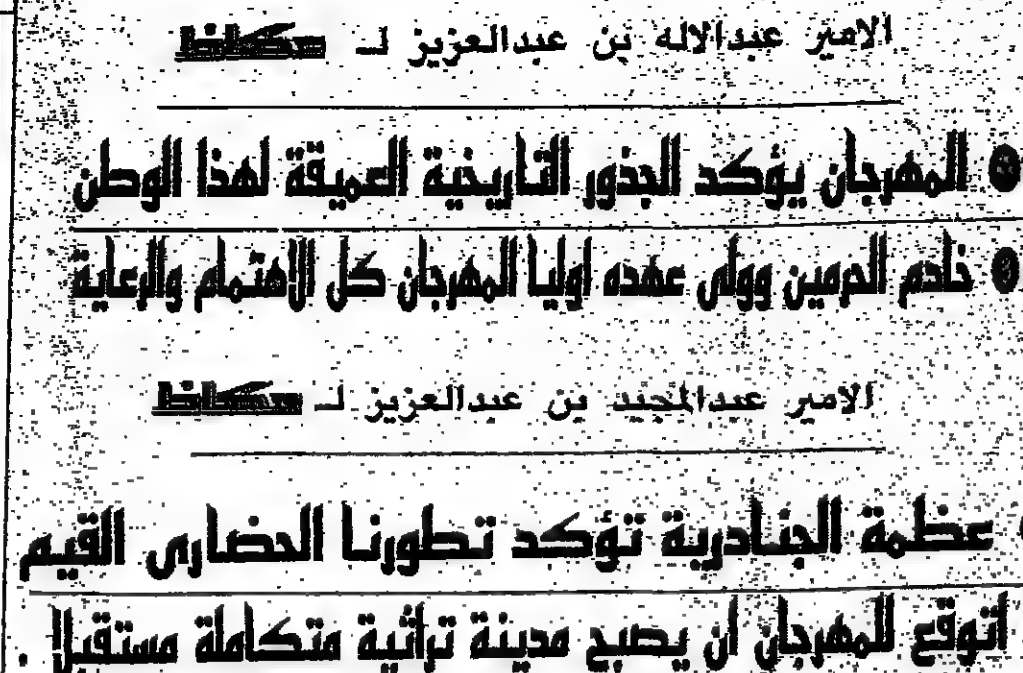 الامير عبدالاله بن عبدالعزيز لـ عكاظ
● المهرجان يؤكد الجذور التاريخية العميقة لهذا الوطن
● خادم الحرمين وولى عهده اوليا المهرجان كل الاهتمام والرعاية
الامير عبدالمجيد بن عبدالعزيز لـ عكاظ
عظمة الجنادرية تؤكد تطورنا الحضارى القيم
اتوقع للمهرجان ان يصبح مدينة تراثية متكاملة مستقبلا .